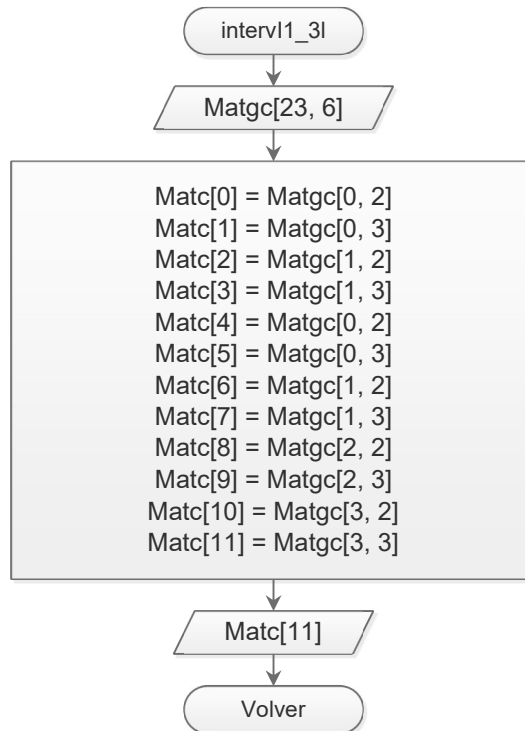 intervl1_3l
Matgc[23, 6]
Matc[0] = Matgc[0, 2]
Matc[1] = Matgc[0, 3]
Matc[2] = Matgc[1, 2]
Matc[3] = Matgc[1, 3]
Matc[4] = Matgc[0, 2]
Matc[5] = Matgc[0, 3]
Matc[6] = Matgc[1, 2]
Matc[7] = Matgc[1, 3]
Matc[8] = Matgc[2, 2]
Matc[9] = Matgc[2, 3]
Matc[10] = Matgc[3, 2]
Matc[11] = Matgc[3, 3]
Matc[11]
Volver